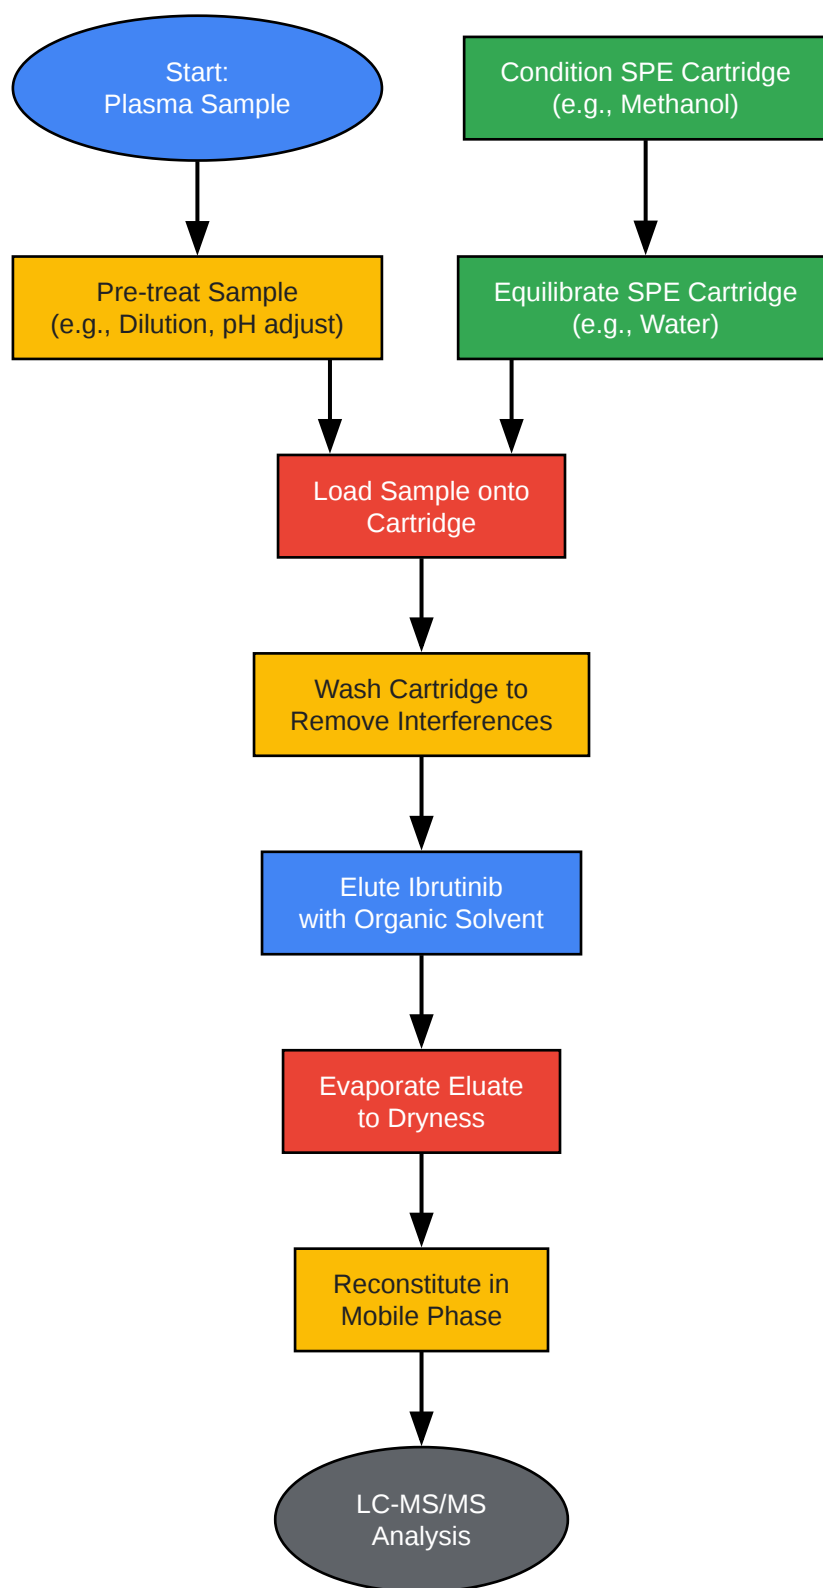 Start:
Plasma Sample
Condition SPE Cartridge
(e.g., Methanol)
Pre-treat Sample
(e.g., Dilution, pH adjust)
Equilibrate SPE Cartridge
(e.g., Water)
Load Sample onto
Cartridge
Wash Cartridge to
Remove Interferences
Elute Ibrutinib
with Organic Solvent
Evaporate Eluate
to Dryness
Reconstitute in
Mobile Phase
LC-MS/MS
Analysis